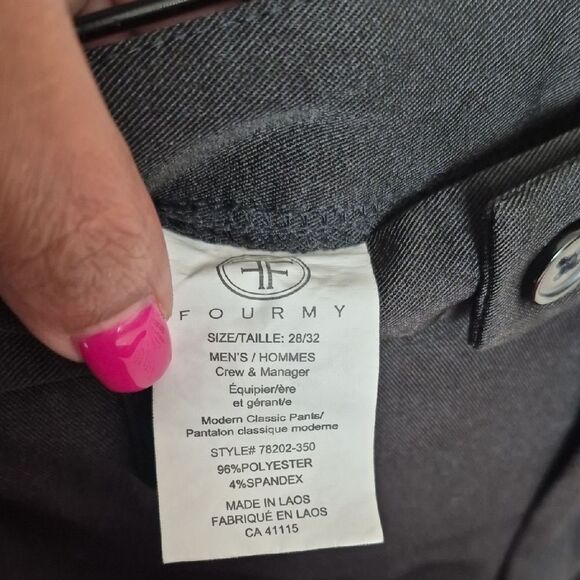 FOURMY
SIZE/TAILLE: 28/32
MEN'S / HOMMES
Crew & Manager
Équipier/ère
et gérant/e
Modern Classic Pants/
Pantalon classique moderne
STYLE# 78202-350
96%POLYESTER
4%SPANDEX
MADE IN LAOS
FABRIQUÉ EN LAOS
CA 41115